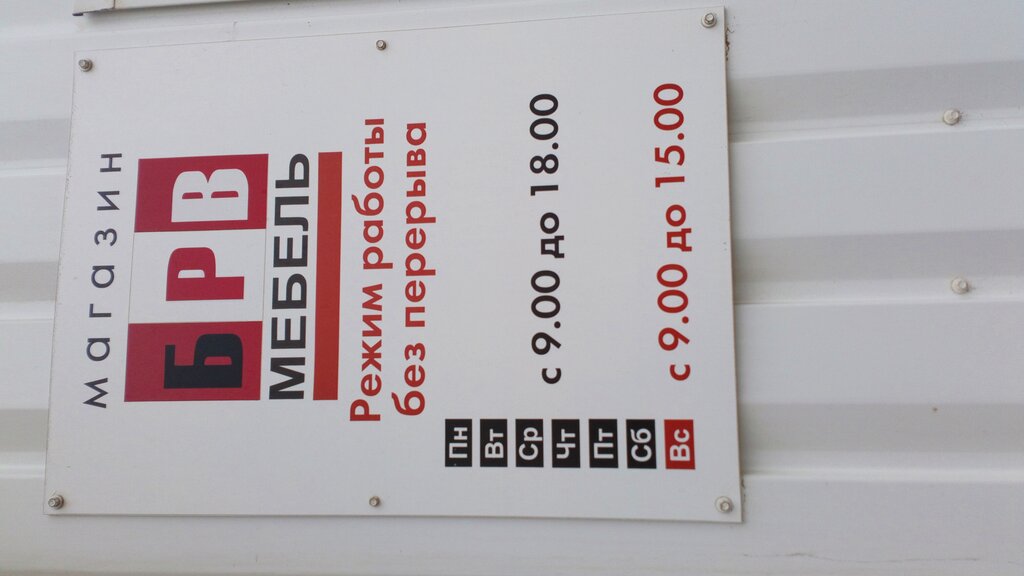 магазин
БРВ
МЕБЕЛЬ
Режим работы
без перерыва
Пн
Вт
Ср
Чт с 9.00 до 18.00
Пт
Сб
Вс с 9.00 до 15.00